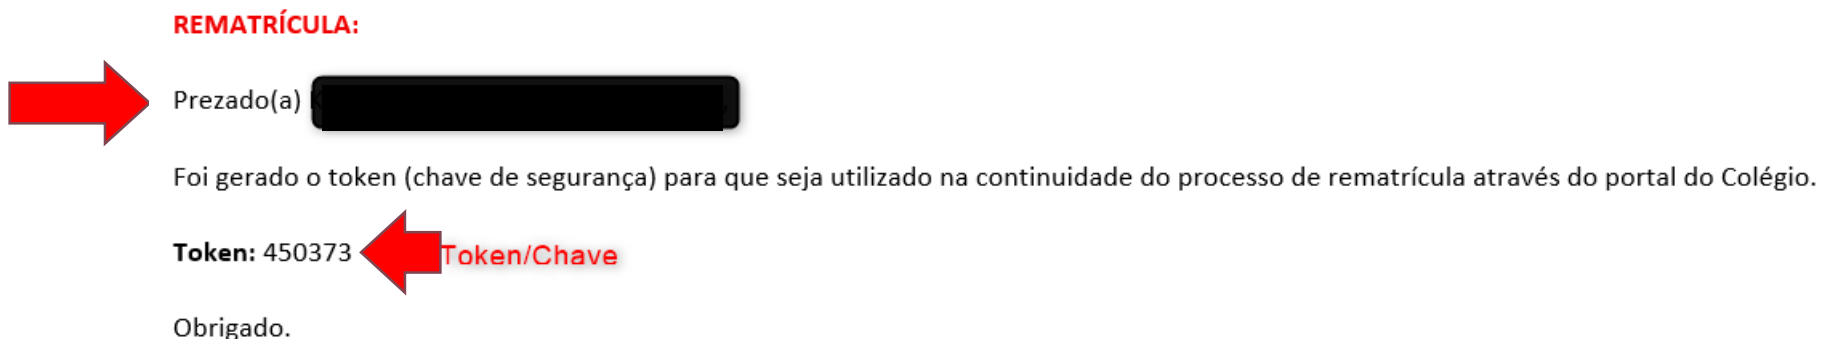 REMATRÍCULA:
Prezado(a)
Foi gerado o token (chave de segurança) para que seja utilizado na continuidade do processo de rematrícula através do portal do Colégio.
Token: 450373 Token/Chave
Obrigado.